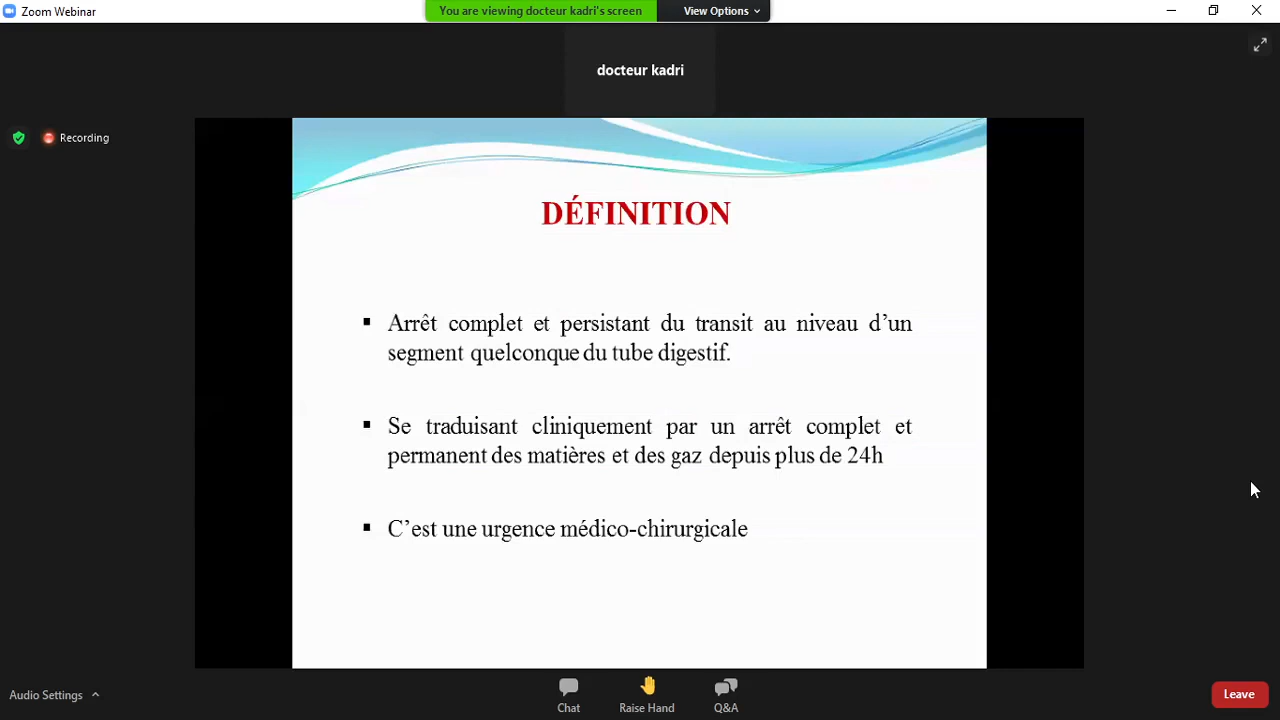 Zoom Webinar
You are viewing docteur kadri's screen
View Options
docteur kadri
Recording
DÉFINITION
▪ Arrêt complet et persistant du transit au niveau d’un
segment quelconque du tube digestif.
▪ Se traduisant cliniquement par un arrêt complet et
permanent des matières et des gaz depuis plus de 24h
▪ C’est une urgence médico-chirurgicale
Audio Settings
Chat
Raise Hand
Q&A
Leave